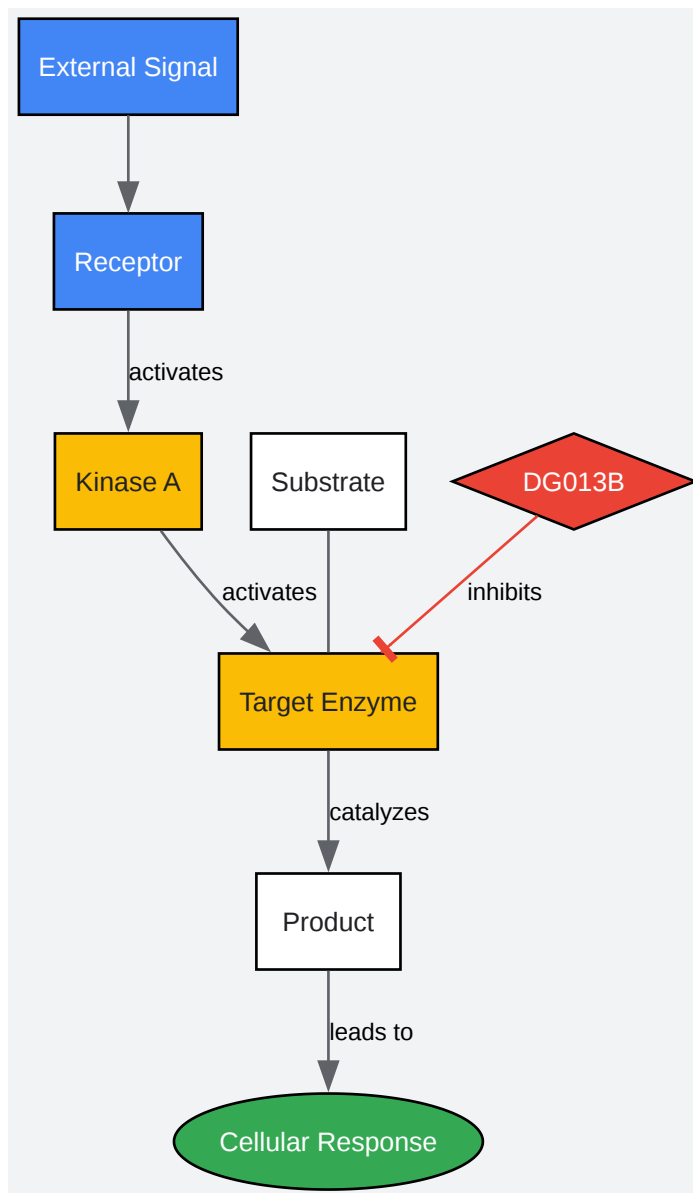 External Signal
Receptor
activates
Kinase A
Substrate
DG013B
activates
inhibits
Target Enzyme
catalyzes
Product
leads to
Cellular Response